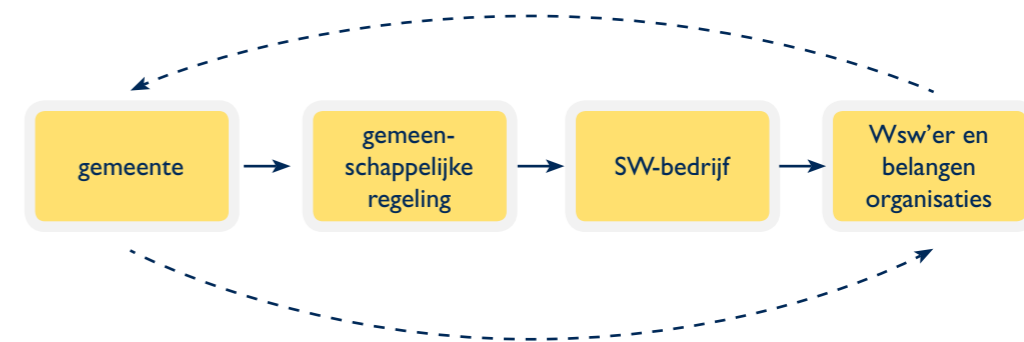 gemeente
gemeen-
schappelijke
regeling
SW-bedrijf
Wsw’er en
belangen
organisaties